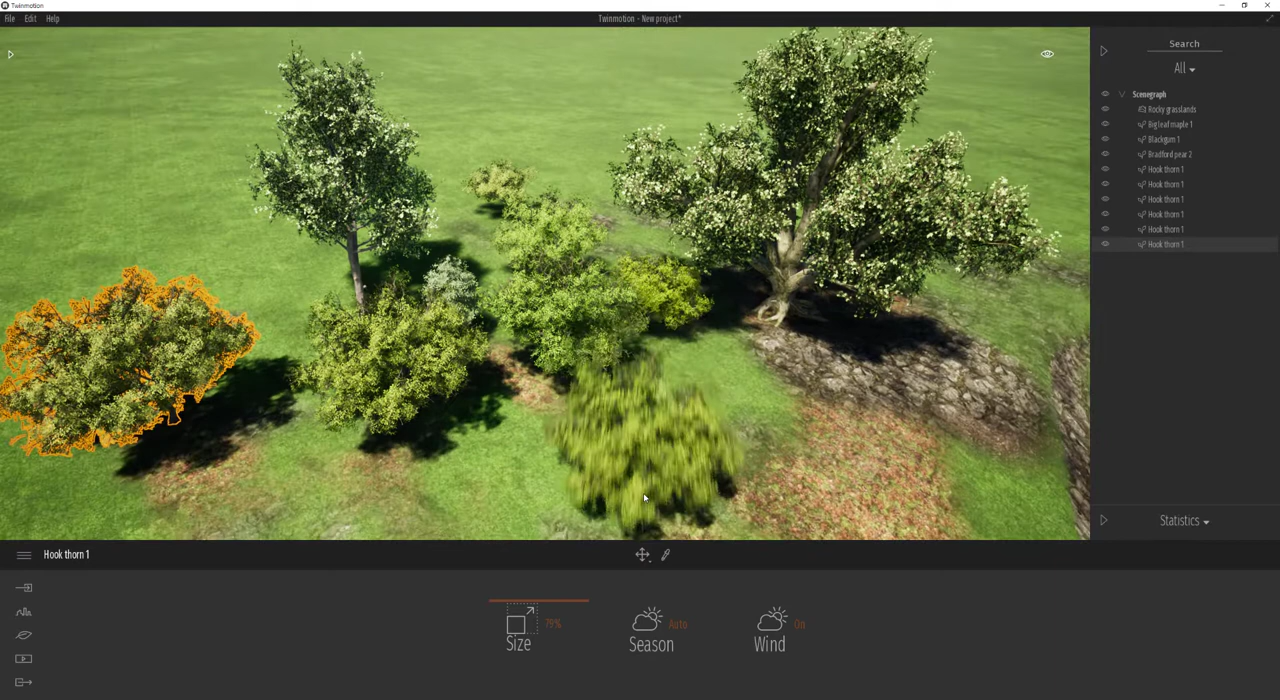 Twinmotion
File Edit Help
Twinmotion - New project*
Search
All
Scenegraph
Rocky grasslands
Big leaf maple 1
Blackgum 1
Bradford pear 2
Hook thorn 1
Hook thorn 1
Hook thorn 1
Hook thorn 1
Hook thorn 1
Hook thorn 1
Statistics
Hook thorn 1
79%
Size
Auto
Season
On
Wind